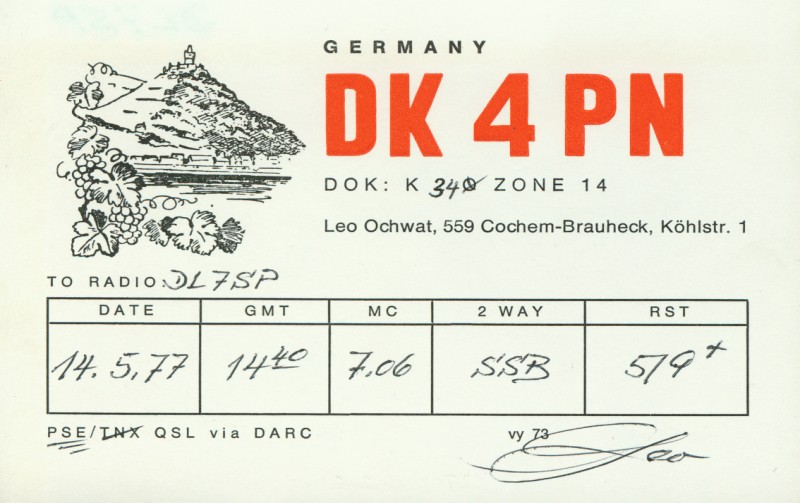 GERMANY
DK 4 PN
DOK: K 34 ZONE 14
Leo Ochwat, 559 Cochem-Brauheck, Köhlstr. 1
TO RADIO: DL7SP
DATE GMT MC 2 WAY RST
14.5.77 14⁴⁰ 7.06 SSB 5/9⁺
PSE/TNX QSL via DARC vy 73 Leo